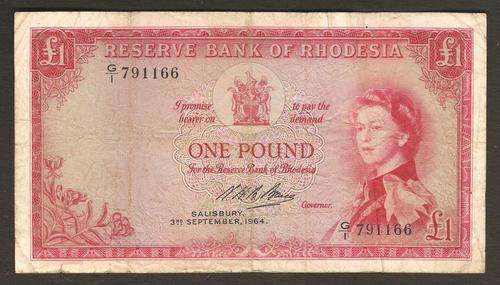 £1 RESERVE BANK OF RHODESIA £1
G/1 791166
I promise to pay the
bearer on demand
ONE POUND
For the Reserve Bank of Rhodesia
Governor.
SALISBURY,
3RD SEPTEMBER, 1964.
G/1 791166
£1